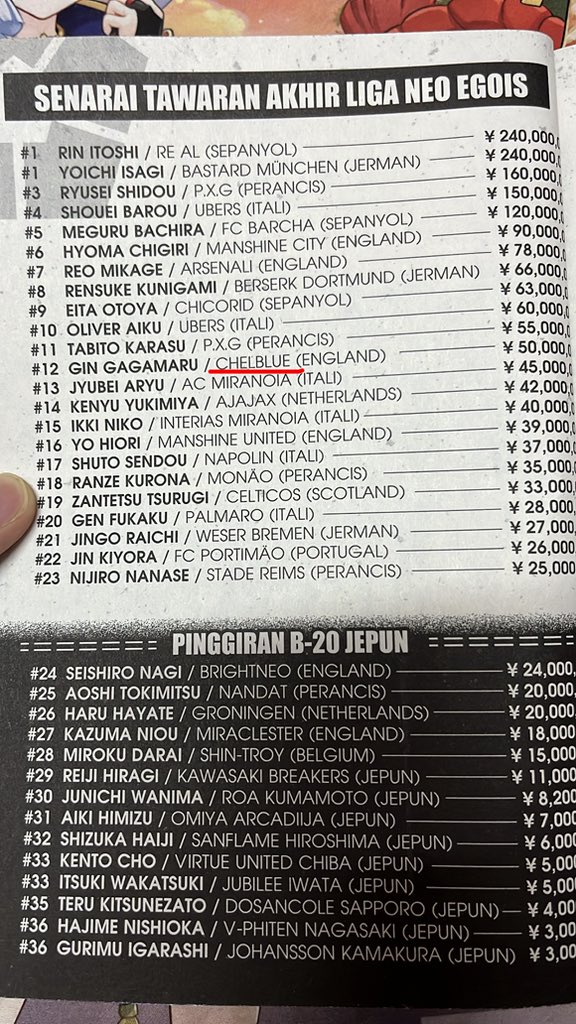 SENARAI TAWARAN AKHIR LIGA NEO EGOIS
#1 RIN ITOSHI / RE AL (SEPANYOL) ¥ 240,000,0
#1 YOICHI ISAGI / BASTARD MÜNCHEN (JERMAN) ¥ 240,000,
#3 RYUSEI SHIDOU / P.X.G (PERANCIS) ¥ 160,000,
#4 SHOUEI BAROU / UBERS (ITALI) ¥ 150,000,
#5 MEGURU BACHIRA / FC BARCHA (SEPANYOL) ¥ 120,000,
#6 HYOMA CHIGIRI / MANSHINE CITY (ENGLAND) ¥ 90,000,
#7 REO MIKAGE / ARSENALI (ENGLAND) ¥ 78,000,
#8 RENSUKE KUNIGAMI / BERSERK DORTMUND (JERMAN) ¥ 66,000,
#9 EITA OTOYA / CHICORID (SEPANYOL) ¥ 63,000,
#10 OLIVER AIKU / UBERS (ITALI) ¥ 60,000,
#11 TABITO KARASU / P.X.G (PERANCIS) ¥ 55,000,
#12 GIN GAGAMARU / CHELBLUE (ENGLAND) ¥ 50,000,
#13 JYUBEI ARYU / AC MIRANOIA (ITALI) ¥ 45,000,
#14 KENYU YUKIMIYA / AJAJAX (NETHERLANDS) ¥ 42,000,
#15 IKKI NIKO / INTERIAS MIRANOIA (ITALI) ¥ 40,000,
#16 YO HIORI / MANSHINE UNITED (ENGLAND) ¥ 39,000,
#17 SHUTO SENDOU / NAPOLIN (ITALI) ¥ 37,000,
#18 RANZE KURONA / MONÃO (PERANCIS) ¥ 35,000,
#19 ZANTETSU TSURUGI / CELTICOS (SCOTLAND) ¥ 33,000,
#20 GEN FUKAKU / PALMARO (ITALI) ¥ 28,000,
#21 JINGO RAICHI / WESER BREMEN (JERMAN) ¥ 27,000,
#22 JIN KIYORA / FC PORTIMÃO (PORTUGAL) ¥ 26,000,
#23 NIJIRO NANASE / STADE REIMS (PERANCIS) ¥ 25,000,
PINGGIRAN B-20 JEPUN
#24 SEISHIRO NAGI / BRIGHTNEO (ENGLAND) ¥ 24,000,
#25 AOSHI TOKIMITSU / NANDAT (PERANCIS) ¥ 20,000,
#26 HARU HAYATE / GRONINGEN (NETHERLANDS) ¥ 20,000,
#27 KAZUMA NIOU / MIRACLESTER (ENGLAND) ¥ 18,000,
#28 MIROKU DARAI / SHIN-TROY (BELGIUM) ¥ 15,000,
#29 REIJI HIRAGI / KAWASAKI BREAKERS (JEPUN) ¥ 11,000,
#30 JUNICHI WANIMA / ROA KUMAMOTO (JEPUN) ¥ 8,200
#31 AIKI HIMIZU / OMIYA ARCADIJA (JEPUN) ¥ 7,000
#32 SHIZUKA HAIJI / SANFLAME HIROSHIMA (JEPUN) ¥ 6,000
#33 KENTO CHO / VIRTUE UNITED CHIBA (JEPUN) ¥ 5,000
#33 ITSUKI WAKATSUKI / JUBILEE IWATA (JEPUN) ¥ 5,00
#35 TERU KITSUNEZATO / DOSANCOLE SAPPORO (JEPUN) ¥ 4,00
#36 HAJIME NISHIOKA / V-PHITEN NAGASAKI (JEPUN) ¥ 3,00
#36 GURIMU IGARASHI / JOHANSSON KAMAKURA (JEPUN) ¥ 3,00